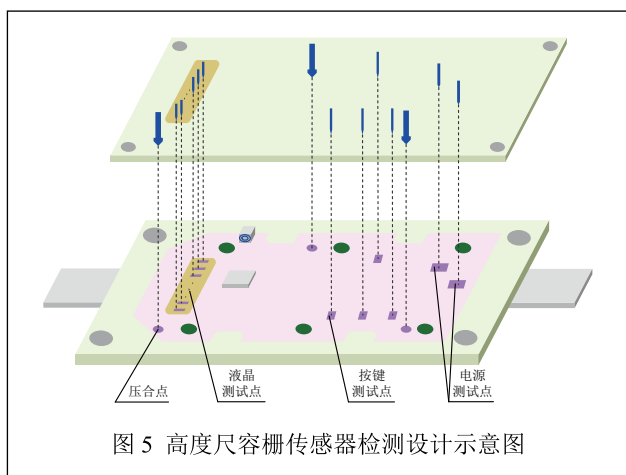 压合点
液晶
测试点
按键
测试点
电源
测试点
图 5 高度尺容栅传感器检测设计示意图